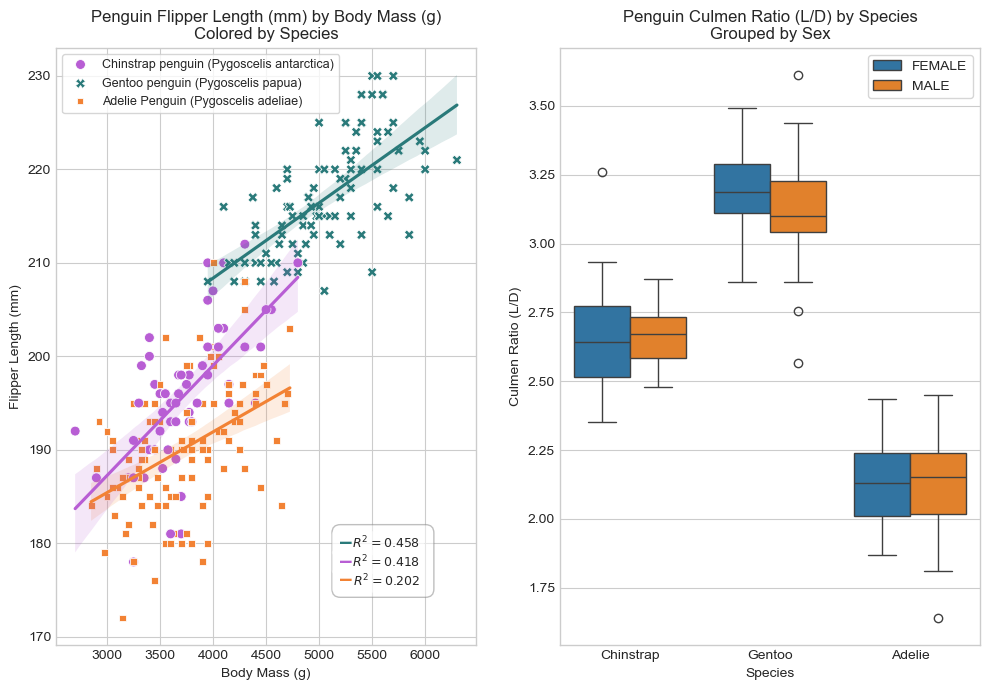 Penguin Flipper Length (mm) by Body Mass (g)
Colored by Species
Chinstrap penguin (Pygoscelis antarctica)
Gentoo penguin (Pygoscelis papua)
Adelie Penguin (Pygoscelis adeliae)
230
220
210
200
190
180
170
Flipper Length (mm)
R² = 0.458
R² = 0.418
R² = 0.202
3000 3500 4000 4500 5000 5500 6000
Body Mass (g)
Penguin Culmen Ratio (L/D) by Species
Grouped by Sex
FEMALE
MALE
3.50
3.25
3.00
2.75
2.50
2.25
2.00
1.75
Culmen Ratio (L/D)
Chinstrap Gentoo Adelie
Species